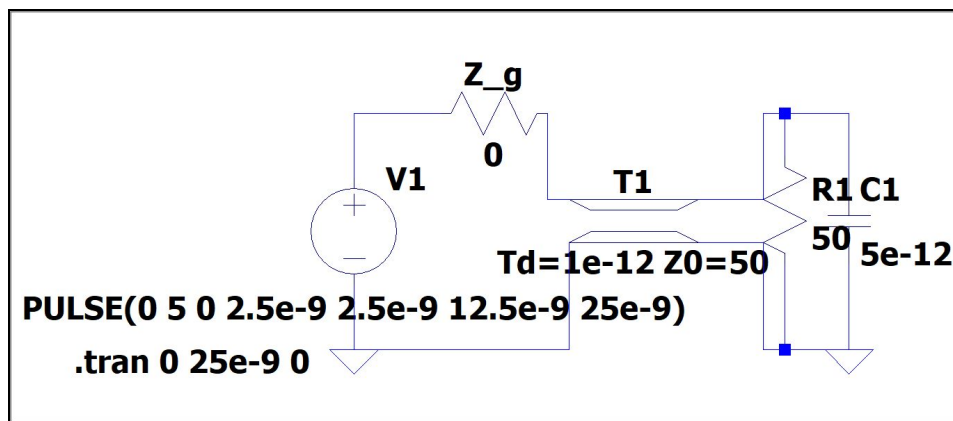 Z_g
0
V1
T1
R1 C1
50
5e-12
Td=1e-12 Z0=50
PULSE(0 5 0 2.5e-9 2.5e-9 12.5e-9 25e-9)
.tran 0 25e-9 0